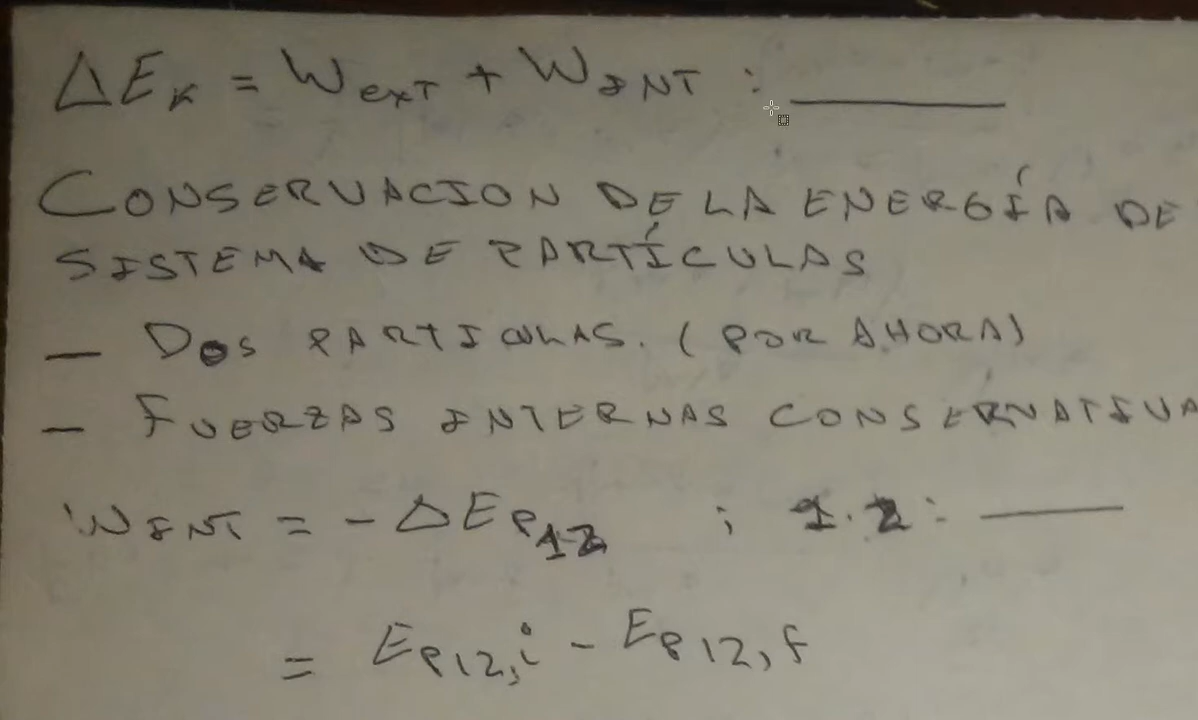 ΔEK = Wext + WINT : ______
CONSERVACION DE LA ENERGÍA DE
SISTEMA DE PARTÍCULAS
— DOS PARTICULAS. (POR AHORA)
— FUERZAS INTERNAS CONSERVATIVA
WINT = - ΔEP12 ; 1.2 : ______
= EP12,i - EP12,f